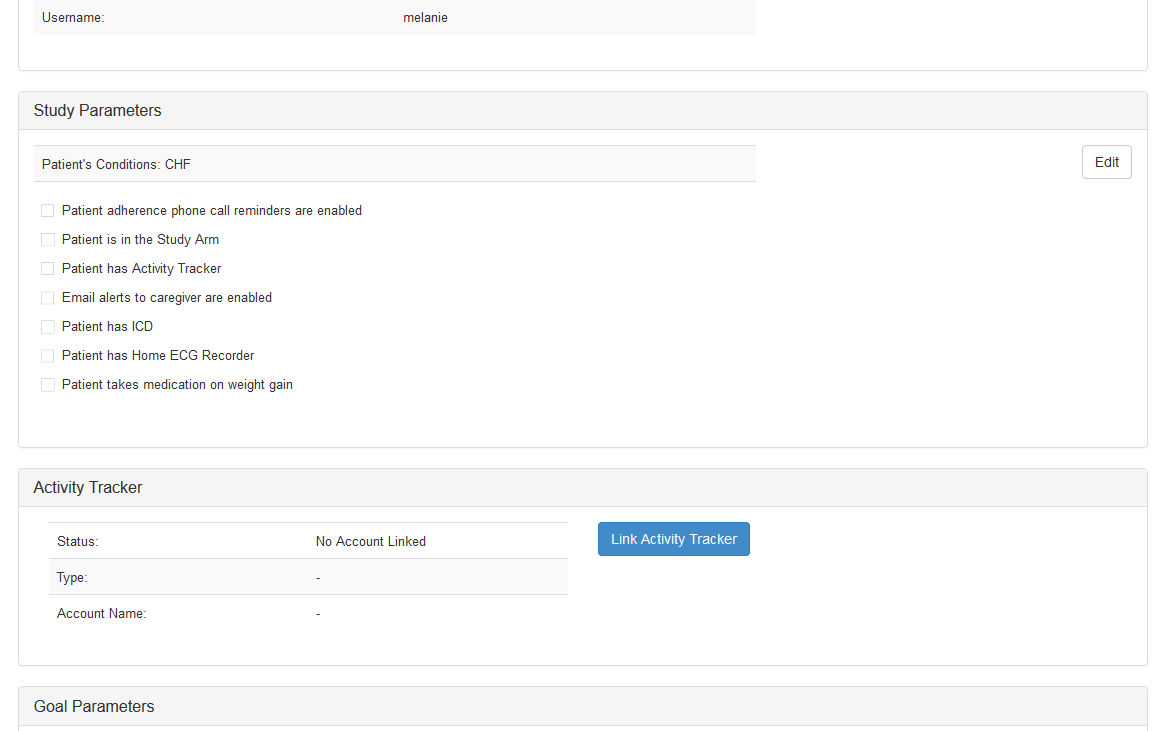 Username: melanie
Study Parameters
Patient's Conditions: CHF
Edit
Patient adherence phone call reminders are enabled
Patient is in the Study Arm
Patient has Activity Tracker
Email alerts to caregiver are enabled
Patient has ICD
Patient has Home ECG Recorder
Patient takes medication on weight gain
Activity Tracker
Status: No Account Linked
Link Activity Tracker
Type: -
Account Name: -
Goal Parameters